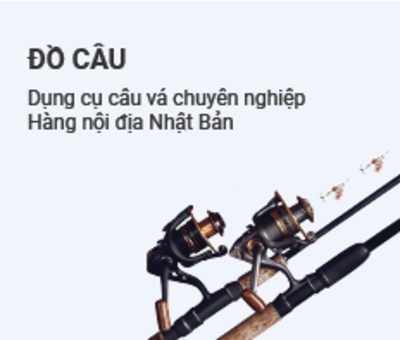 ĐỒ CÂU
Dụng cụ câu vá chuyên nghiệp
Hàng nội địa Nhật Bản